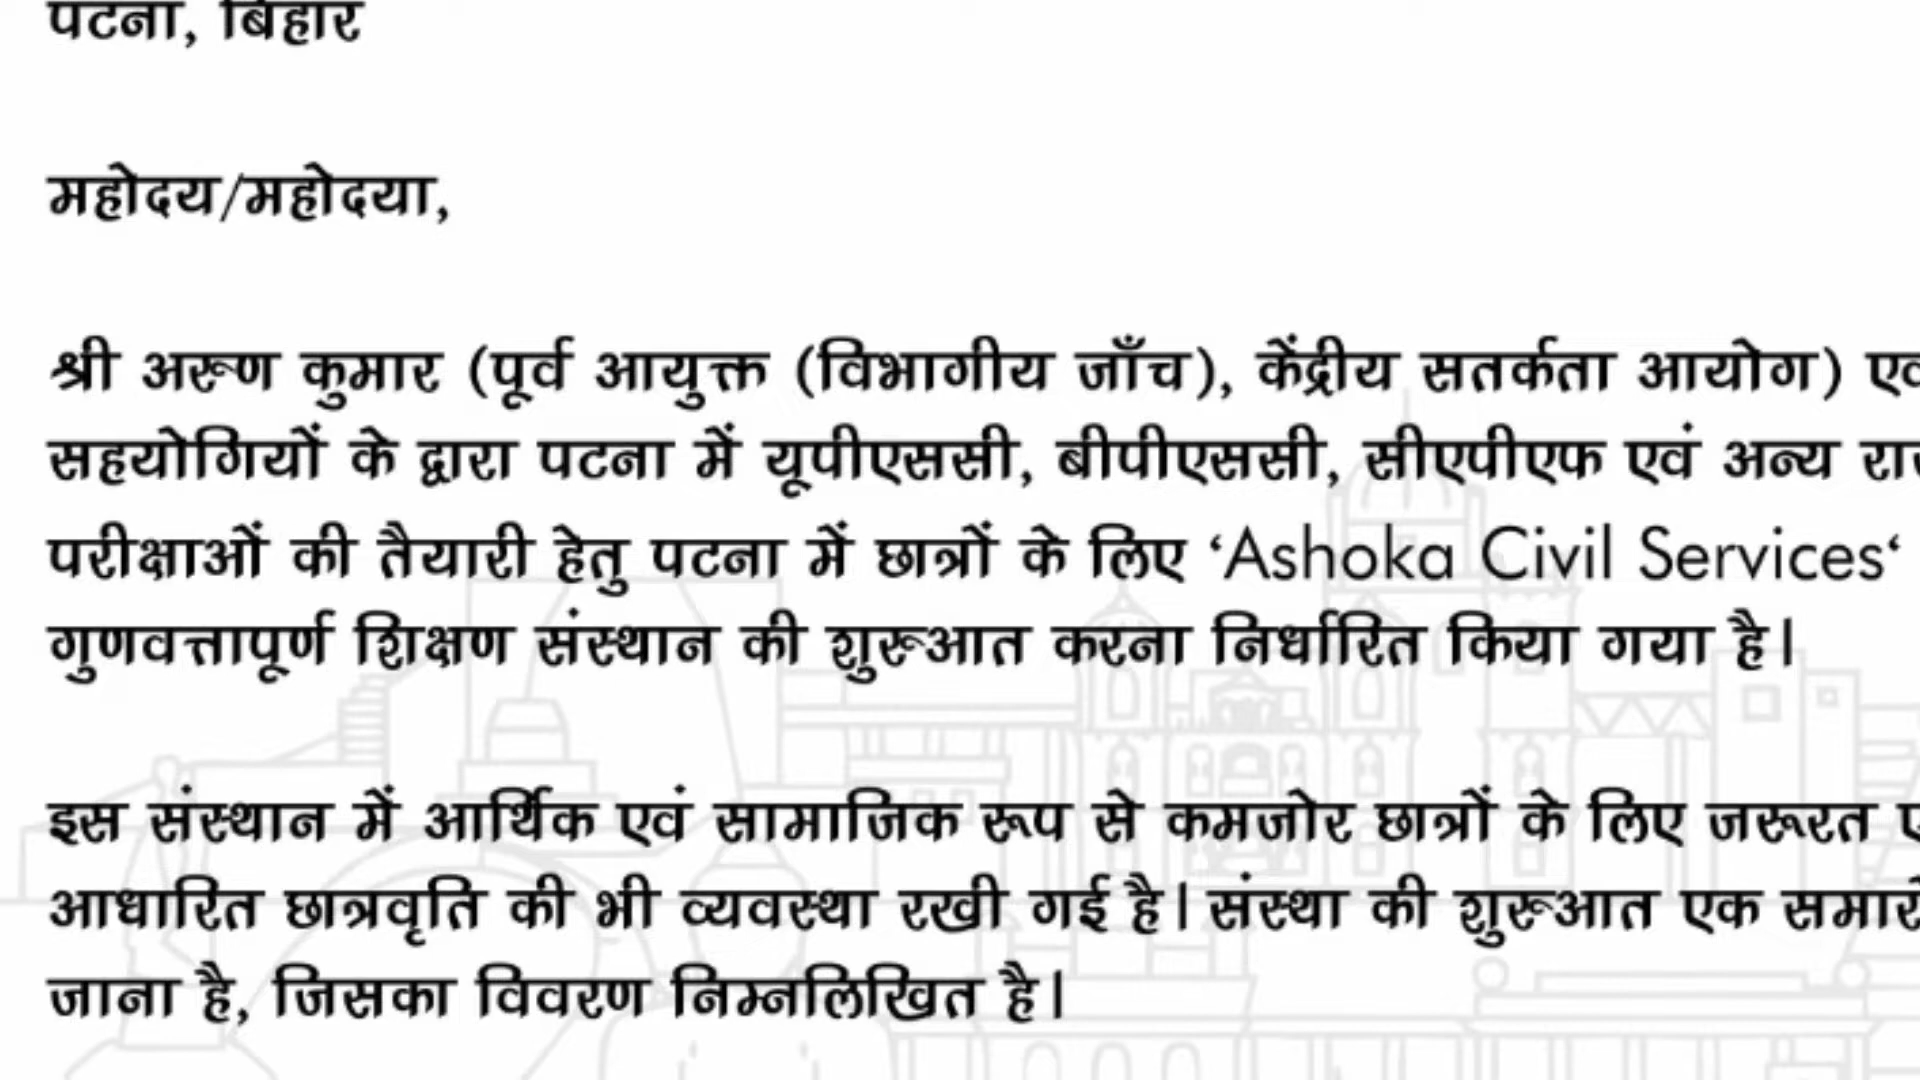 पटना, बिहार
महोदय/महोदया,
श्री अरूण कुमार (पूर्व आयुक्त (विभागीय जाँच), केंद्रीय सतर्कता आयोग)
सहयोगियों के द्वारा पटना में यूपीएससी, बीपीएससी, सीएपीएफ एवं अन्य
परीक्षाओं की तैयारी हेतु पटना में छात्रों के लिए ‘Ashoka Civil Services‘
गुणवत्तापूर्ण शिक्षण संस्थान की शुरूआत करना निर्धारित किया गया है।
इस संस्थान में आर्थिक एवं सामाजिक रूप से कमजोर छात्रों के लिए जरूरत
आधारित छात्रवृति की भी व्यवस्था रखी गई है। संस्था की शुरूआत एक
जाना है, जिसका विवरण निम्नलिखित है।